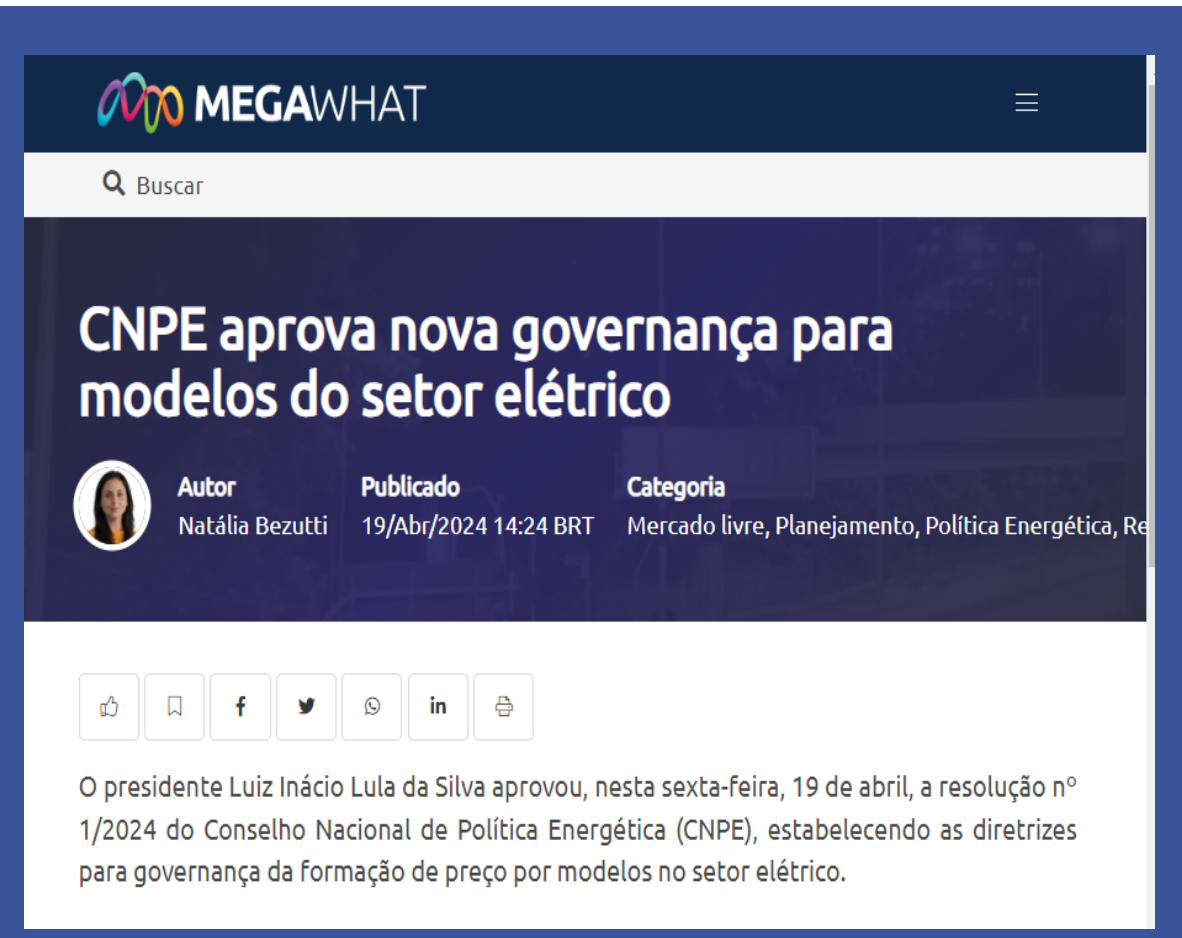 MEGAWHAT
Buscar
CNPE aprova nova governança para
modelos do setor elétrico
Autor
Natália Bezutti
Publicado
19/Abr/2024 14:24 BRT
Categoria
Mercado livre, Planejamento, Política Energética, Re
O presidente Luiz Inácio Lula da Silva aprovou, nesta sexta-feira, 19 de abril, a resolução nº
1/2024 do Conselho Nacional de Política Energética (CNPE), estabelecendo as diretrizes
para governança da formação de preço por modelos no setor elétrico.